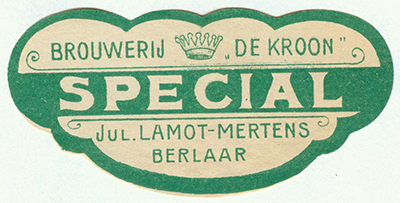 BROUWERIJ „DE KROON”
SPECIAL
JUL. LAMOT-MERTENS
BERLAAR